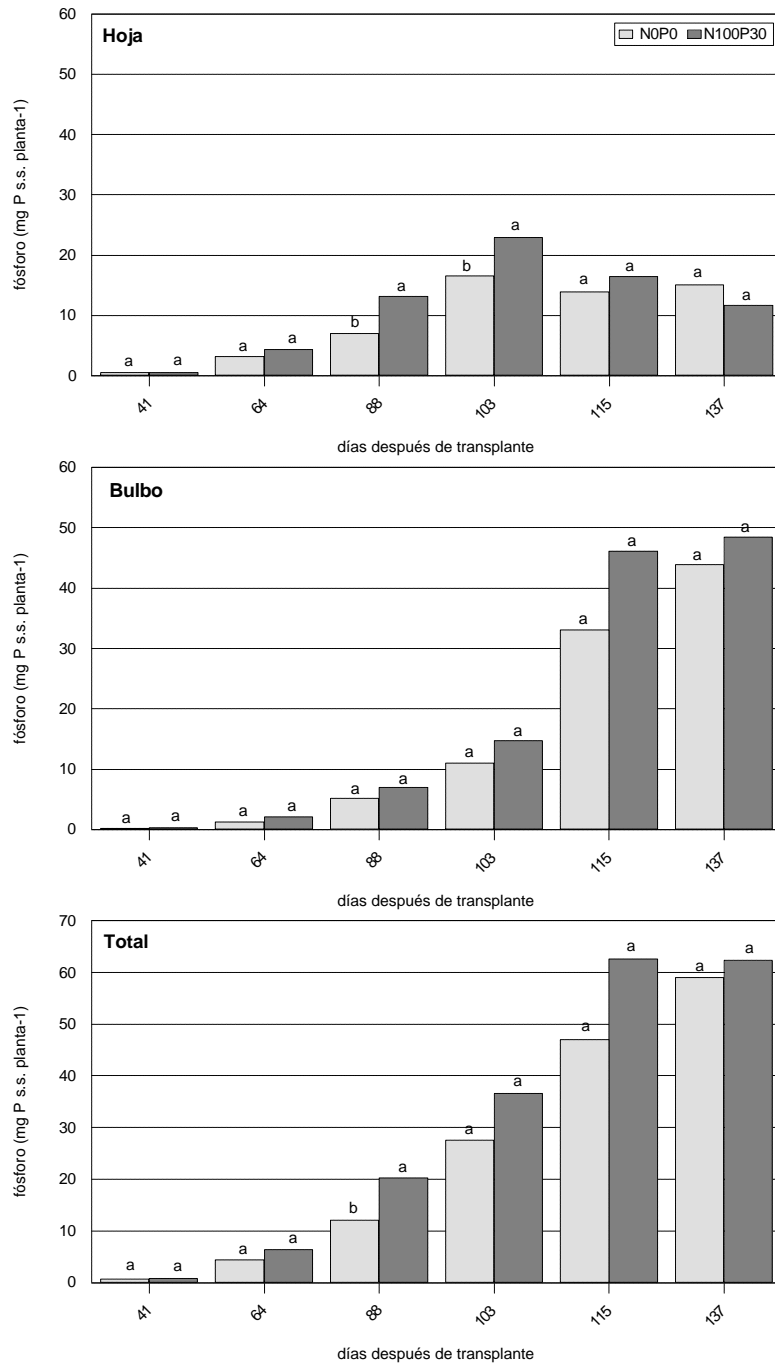 60
Hoja
N0P0 N100P30
50
40
30
20
10
0
fósforo (mg P s.s. planta-1)
a a a a b a b a a a a a
41 64 88 103 115 137
días después de transplante
60
Bulbo
50
40
30
20
10
0
fósforo (mg P s.s. planta-1)
a a a a a a a a a a a a
41 64 88 103 115 137
días después de transplante
70
Total
60
50
40
30
20
10
0
fósforo (mg P s.s. planta-1)
a a a a b a a a a a a a
41 64 88 103 115 137
días después de transplante